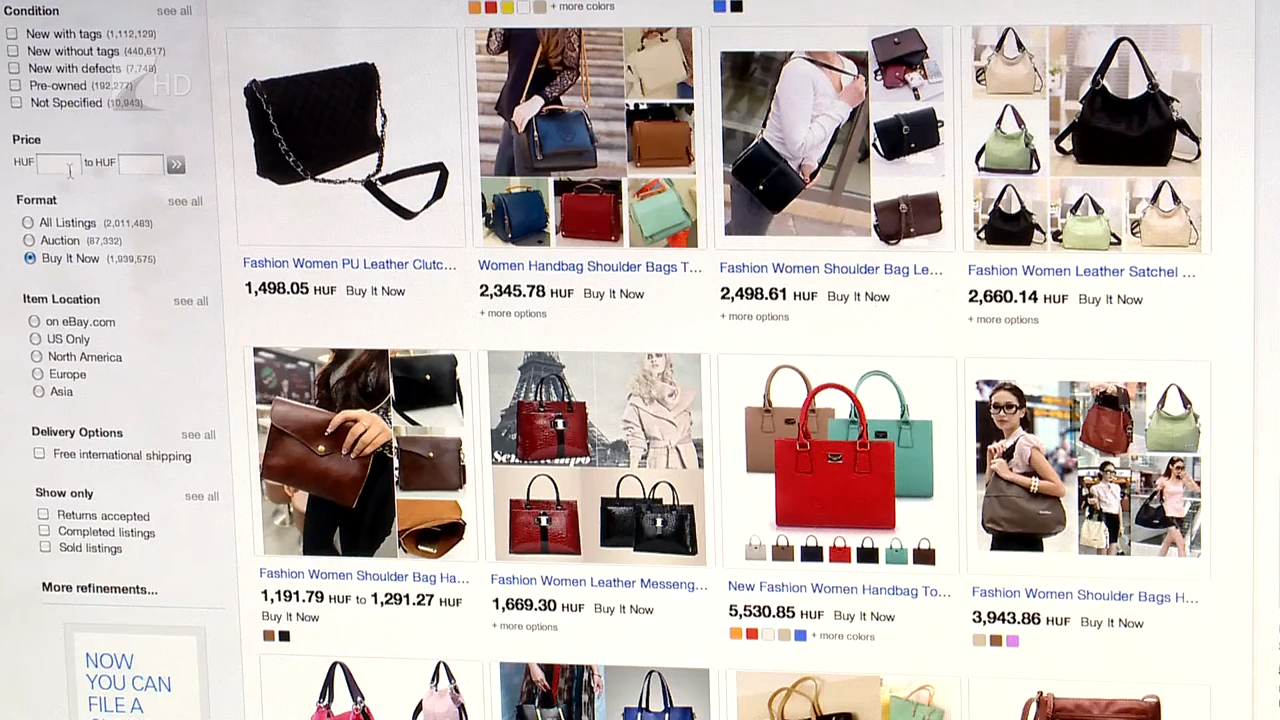 Condition see all
New with tags (1,112,129)
New without tags (440,617)
New with defects (7,748)
Pre-owned (192,277)
Not Specified (10,943)
HD
Price
HUF to HUF »
Format see all
All Listings (2,011,483)
Auction (87,332)
Buy It Now (1,939,575)
Item Location see all
on eBay.com
US Only
North America
Europe
Asia
Delivery Options see all
Free international shipping
Show only see all
Returns accepted
Completed listings
Sold listings
More refinements...
NOW
YOU CAN
FILE A
+ more colors
Fashion Women PU Leather Clutc...
1,498.05 HUF Buy It Now
Women Handbag Shoulder Bags T...
2,345.78 HUF Buy It Now
+ more options
Fashion Women Shoulder Bag Le...
2,498.61 HUF Buy It Now
+ more options
Fashion Women Leather Satchel ...
2,660.14 HUF Buy It Now
+ more options
Fashion Women Shoulder Bag Ha...
1,191.79 HUF to 1,291.27 HUF
Buy It Now
Fashion Women Leather Messeng...
1,669.30 HUF Buy It Now
+ more options
New Fashion Women Handbag To...
5,530.85 HUF Buy It Now
+ more colors
Fashion Women Shoulder Bags H...
3,943.86 HUF Buy It Now